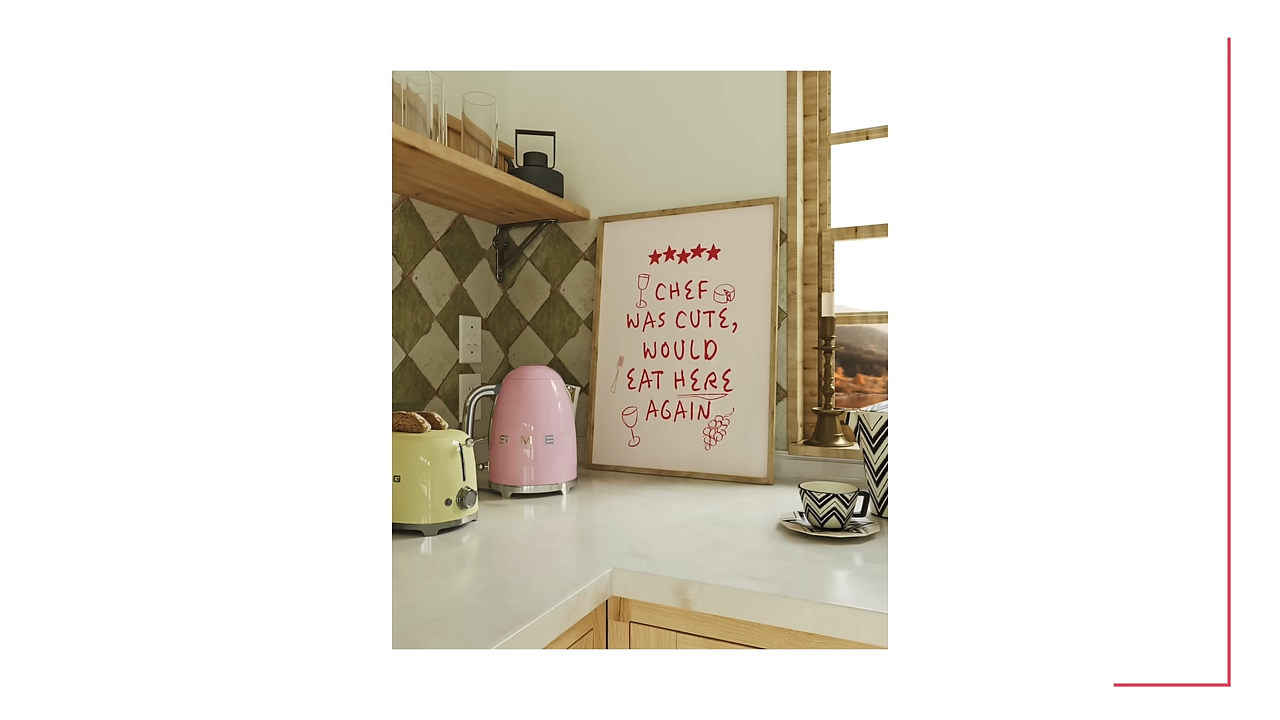 CHEF
WAS CUTE,
WOULD
EAT HERE
AGAIN
SMEG
G